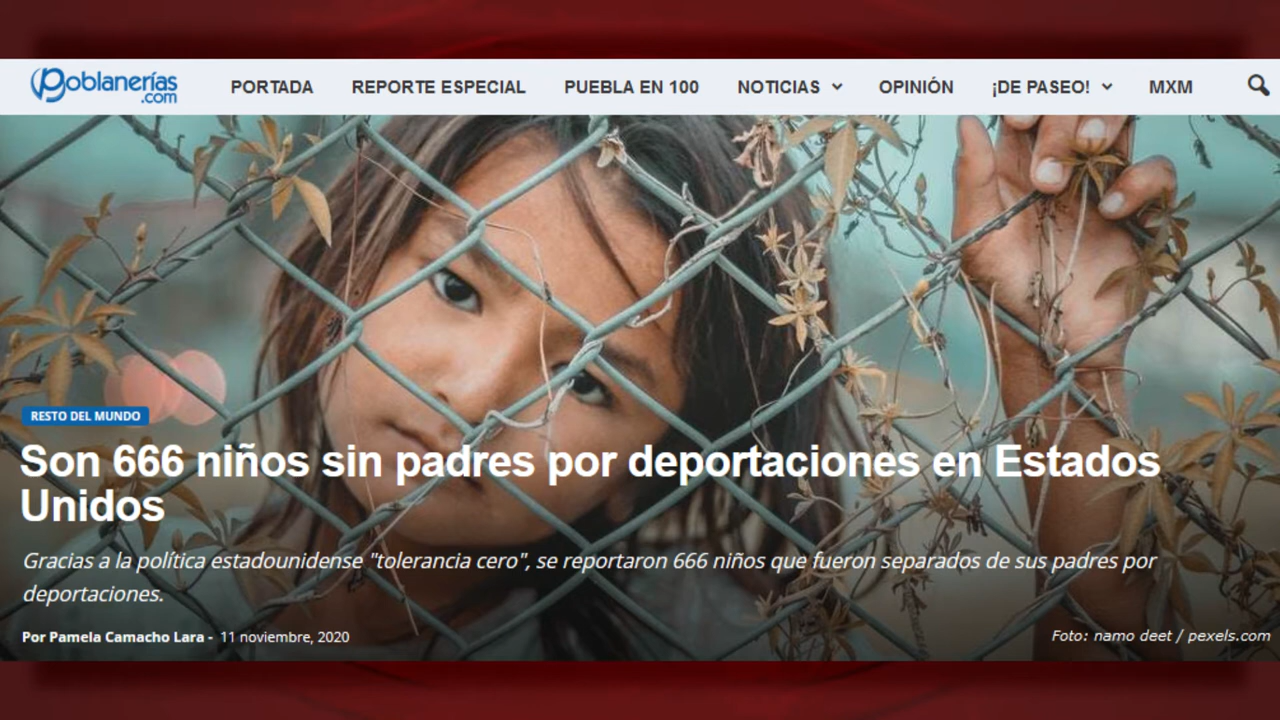 Poblanerías
.com
PORTADA REPORTE ESPECIAL PUEBLA EN 100 NOTICIAS OPINIÓN ¡DE PASEO! MXM
RESTO DEL MUNDO
Son 666 niños sin padres por deportaciones en Estados
Unidos
Gracias a la política estadounidense "tolerancia cero", se reportaron 666 niños que fueron separados de sus padres por
deportaciones.
Por Pamela Camacho Lara - 11 noviembre, 2020
Foto: namo deet / pexels.com